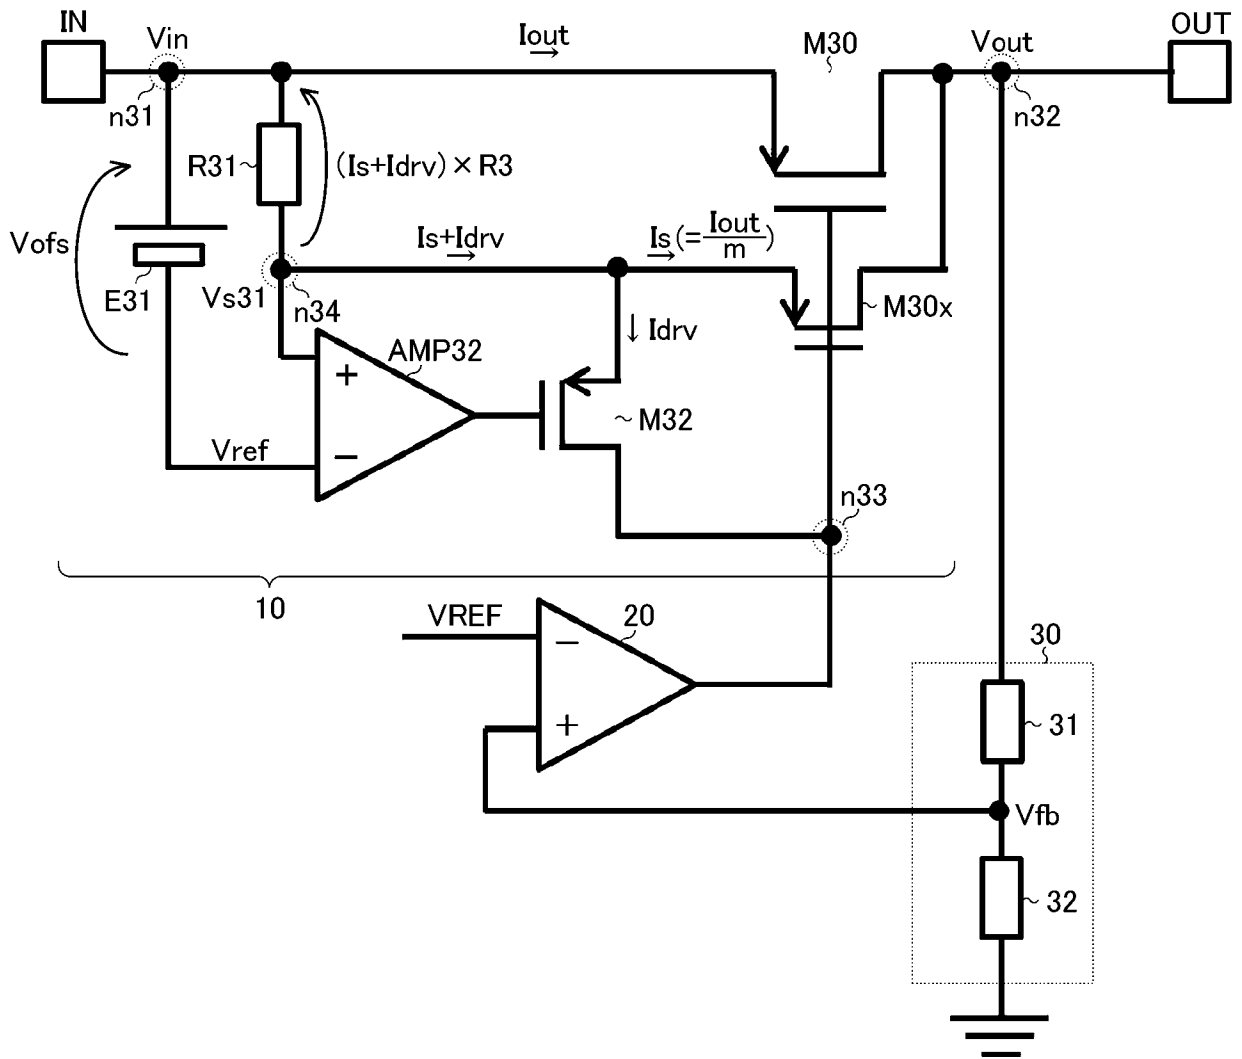 IN
OUT
Vin
Iout
→
M30
Vout
n31
n32
R31
(Is+Idrv)×R3
Vofs
Is+Idrv
→
Is(=Iout/m)
→
E31
Vs31
n34
M30x
↓ Idrv
AMP32
+
M32
Vref
−
n33
10
VREF
20
−
30
+
31
Vfb
32